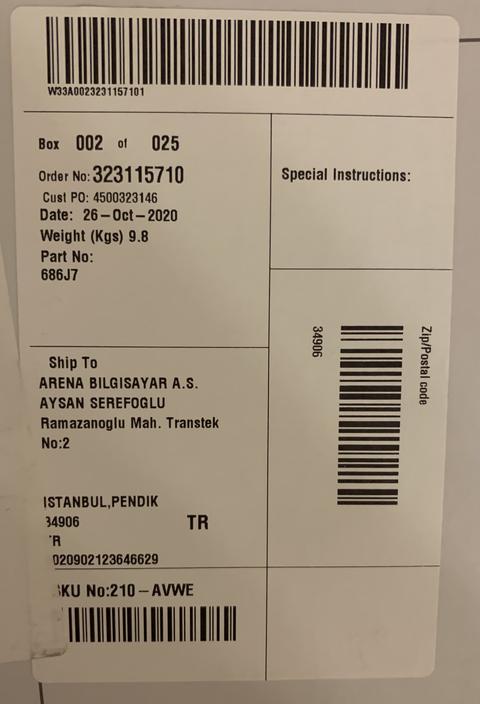 W33A0023231157101
Box 002 of 025
Order No: 323115710
Cust PO: 4500323146
Date: 26-Oct-2020
Weight (Kgs) 9.8
Part No:
686J7
Special Instructions:
Zip/Postal code
34906
Ship To
ARENA BILGISAYAR A.S.
AYSAN SEREFOGLU
Ramazanoglu Mah. Transtek
No:2
ISTANBUL,PENDIK
34906 TR
'R
020902123646629
KU No:210-AVWE